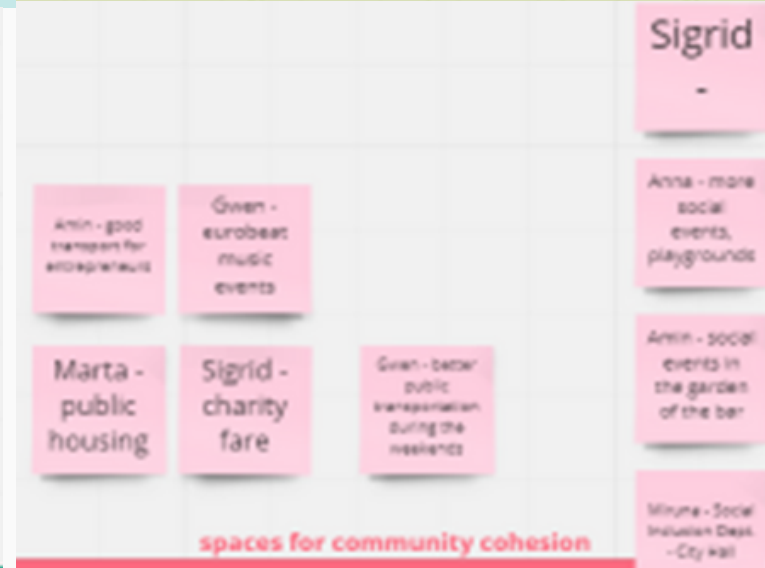 Sigrid
-
Anna - more
social
events,
playgrounds
Amin - good
transport for
entrepreneurs
Gwen -
eurobeat
music
events
Amin - social
events in
the garden
of the bar
Marta -
public
housing
Sigrid -
charity
fare
Gwen - better
public
transportation
during the
weekends
Miruna - Social
Inclusion Dept.
- City Hall
spaces for community cohesion